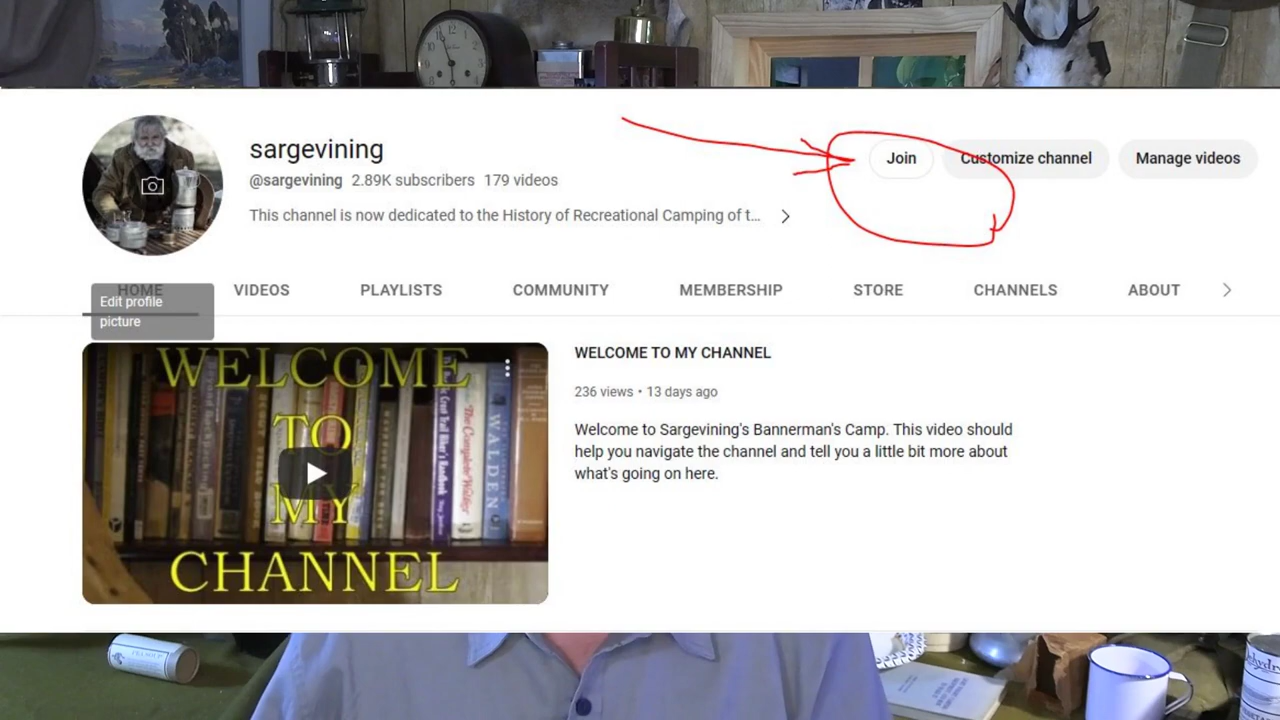 sargevining
Join
Customize channel
Manage videos
@sargevining 2.89K subscribers 179 videos
This channel is now dedicated to the History of Recreational Camping of t...
HOME
VIDEOS
PLAYLISTS
COMMUNITY
MEMBERSHIP
STORE
CHANNELS
ABOUT
Edit profile
picture
WELCOME
TO
MY
CHANNEL
The Complete Walker
WALDEN
WELCOME TO MY CHANNEL
236 views • 13 days ago
Welcome to Sargevining's Bannerman's Camp. This video should
help you navigate the channel and tell you a little bit more about
what's going on here.